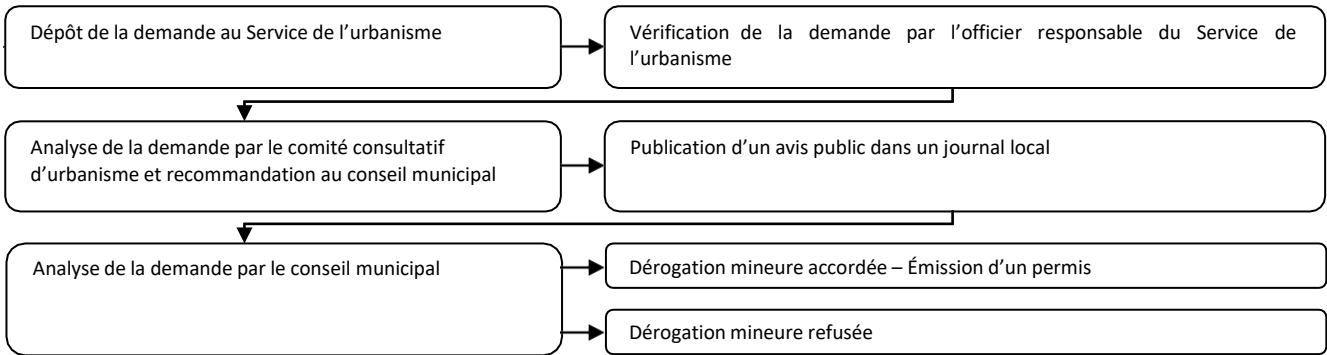 Dépôt de la demande au Service de l’urbanisme
Vérification de la demande par l’officier responsable du Service de
l’urbanisme
Analyse de la demande par le comité consultatif
d’urbanisme et recommandation au conseil municipal
Publication d’un avis public dans un journal local
Analyse de la demande par le conseil municipal
Dérogation mineure accordée – Émission d’un permis
Dérogation mineure refusée